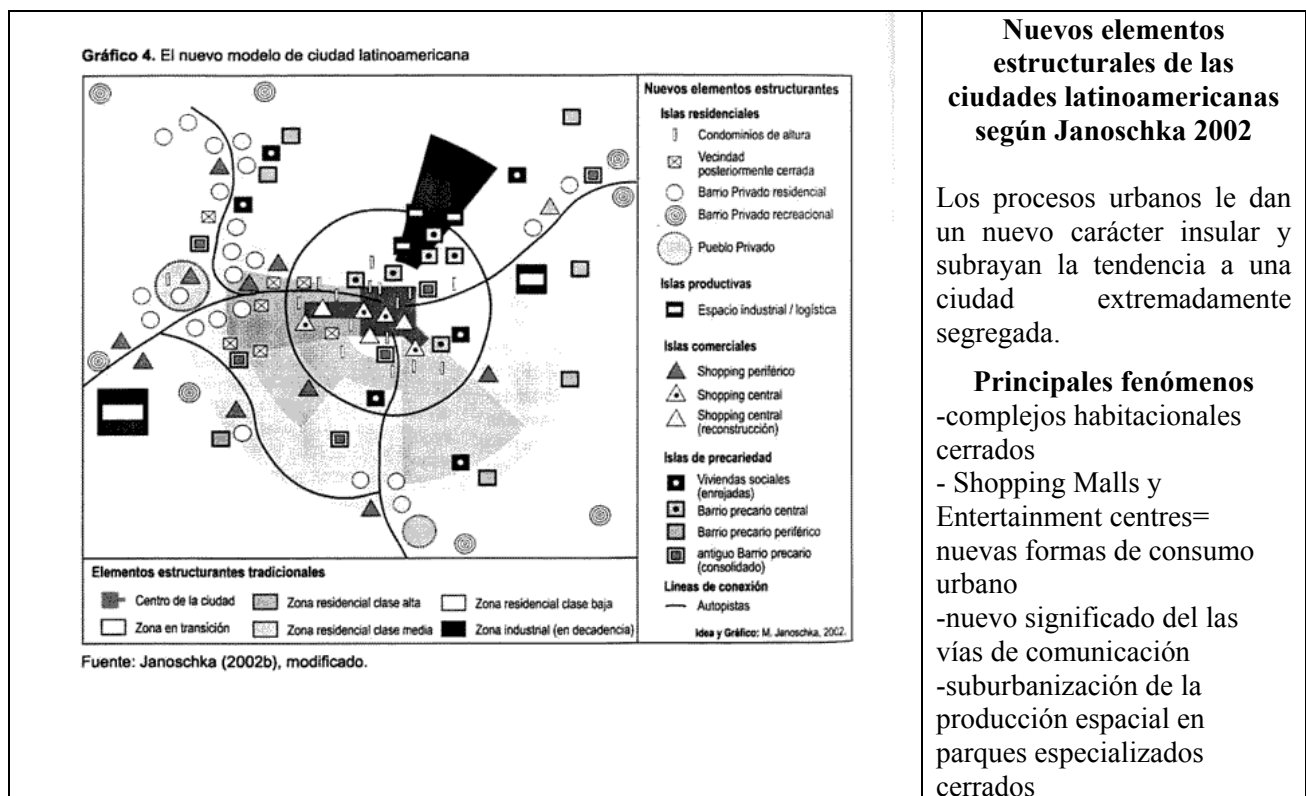 Gráfico 4. El nuevo modelo de ciudad latinoamericana
Nuevos elementos estructurantes
Islas residenciales
Condominios de altura
Vecindad
posteriormente cerrada
Barrio Privado residencial
Barrio Privado recreacional
Pueblo Privado
Islas productivas
Espacio industrial / logística
Islas comerciales
Shopping periférico
Shopping central
Shopping central
(reconstrucción)
Islas de precariedad
Viviendas sociales
(enrejadas)
Barrio precario central
Barrio precario periférico
antiguo Barrio precario
(consolidado)
Líneas de conexión
Autopistas
Idea y Gráfico: M. Janoschka, 2002.
Elementos estructurantes tradicionales
Centro de la ciudad
Zona residencial clase alta
Zona residencial clase baja
Zona en transición
Zona residencial clase media
Zona industrial (en decadencia)
Fuente: Janoschka (2002b), modificado.
Nuevos elementos
estructurales de las
ciudades latinoamericanas
según Janoschka 2002
Los procesos urbanos le dan
un nuevo carácter insular y
subrayan la tendencia a una
ciudad extremadamente
segregada.
Principales fenómenos
-complejos habitacionales
cerrados
- Shopping Malls y
Entertainment centres=
nuevas formas de consumo
urbano
-nuevo significado del las
vías de comunicación
-suburbanización de la
producción espacial en
parques especializados
cerrados